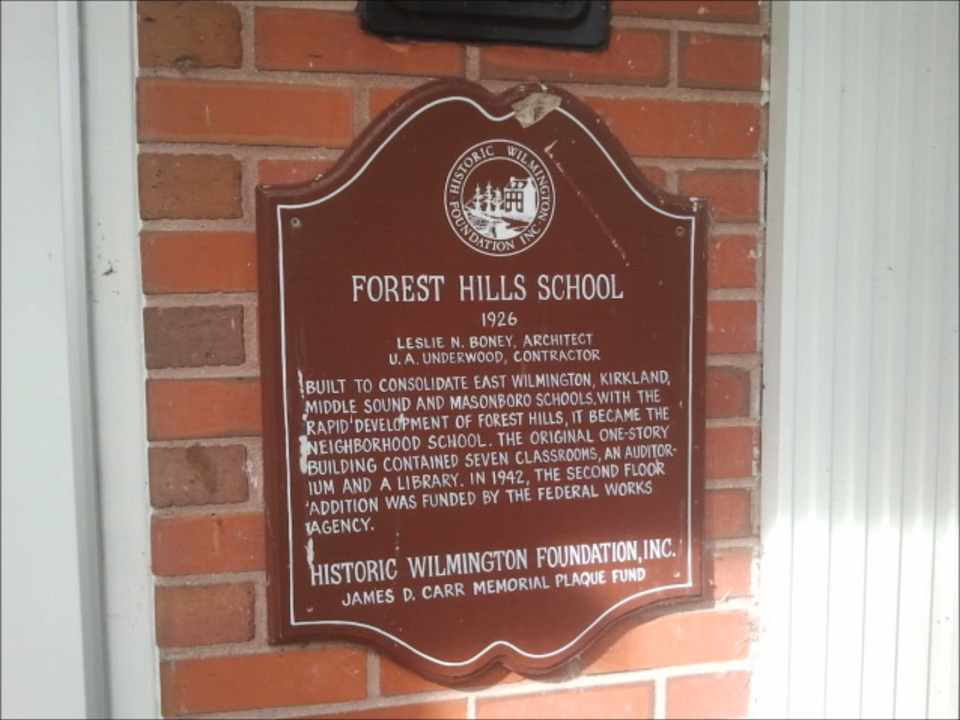 HISTORIC WILMINGTON
FOUNDATION INC
FOREST HILLS SCHOOL
1926
LESLIE N. BONEY, ARCHITECT
U.A. UNDERWOOD, CONTRACTOR
BUILT TO CONSOLIDATE EAST WILMINGTON, KIRKLAND,
MIDDLE SOUND AND MASONBORO SCHOOLS. WITH THE
RAPID DEVELOPMENT OF FOREST HILLS, IT BECAME THE
NEIGHBORHOOD SCHOOL. THE ORIGINAL ONE-STORY
BUILDING CONTAINED SEVEN CLASSROOMS, AN AUDITOR-
IUM AND A LIBRARY. IN 1942, THE SECOND FLOOR
ADDITION WAS FUNDED BY THE FEDERAL WORKS
AGENCY.
HISTORIC WILMINGTON FOUNDATION, INC.
JAMES D. CARR MEMORIAL PLAQUE FUND